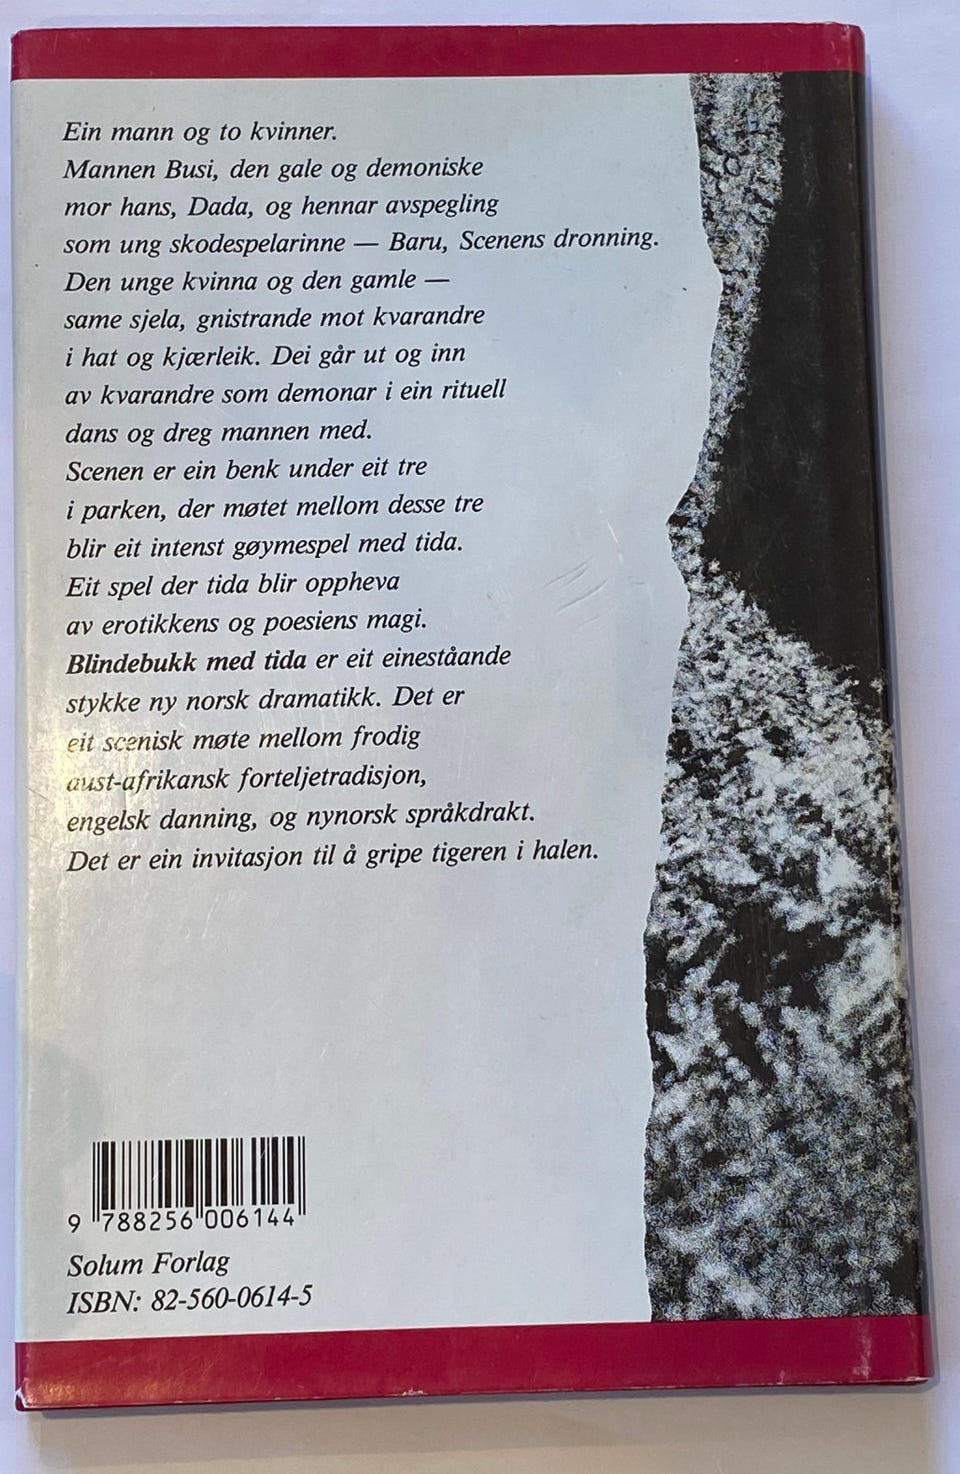 Ein mann og to kvinner.
Mannen Busi, den gale og demoniske
mor hans, Dada, og hennar avspegling
som ung skodespelarinne — Baru, Scenens dronning.
Den unge kvinna og den gamle —
same sjela, gnistrande mot kvarandre
i hat og kjærleik. Dei går ut og inn
av kvarandre som demonar i ein rituell
dans og dreg mannen med.
Scenen er ein benk under eit tre
i parken, der møtet mellom desse tre
blir eit intenst gøymespel med tida.
Eit spel der tida blir oppheva
av erotikkens og poesiens magi.
Blindebukk med tida er eit eineståande
stykke ny norsk dramatikk. Det er
eit scenisk møte mellom frodig
aust-afrikansk forteljetradisjon,
engelsk danning, og nynorsk språkdrakt.
Det er ein invitasjon til å gripe tigeren i halen.
9 788256 006144
Solum Forlag
ISBN: 82-560-0614-5